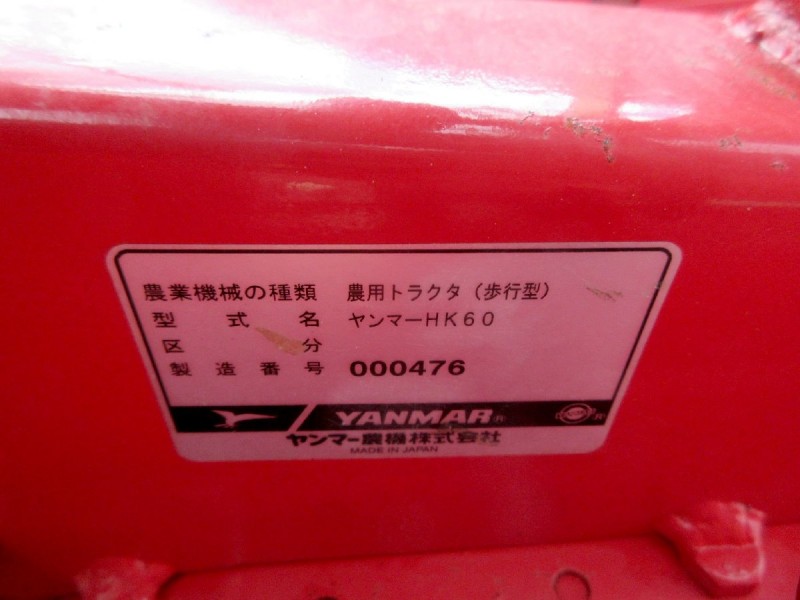 農業機械の種類 農用トラクタ（歩行型）
型式名 ヤンマーHK60
区分
製造番号 000476
YANMAR®
ヤンマー農機株式会社
MADE IN JAPAN